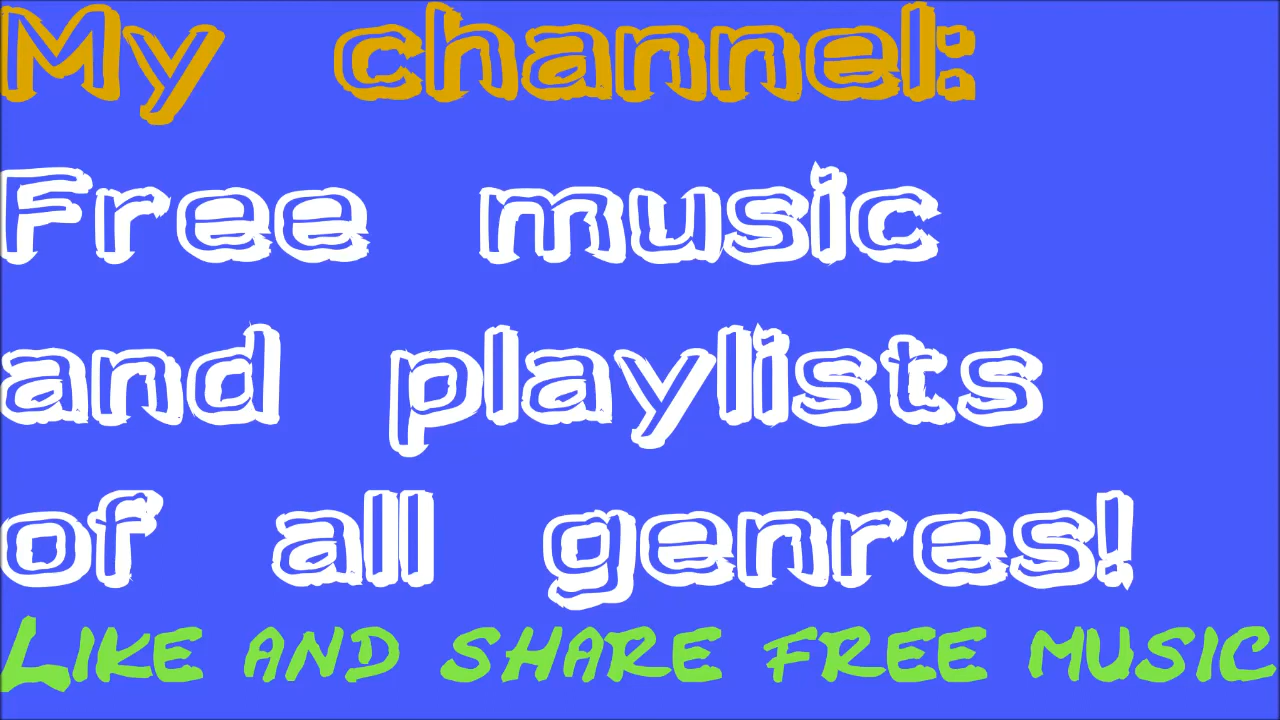 My channel:
Free music
and playlists
of all genres!
Like and share free music